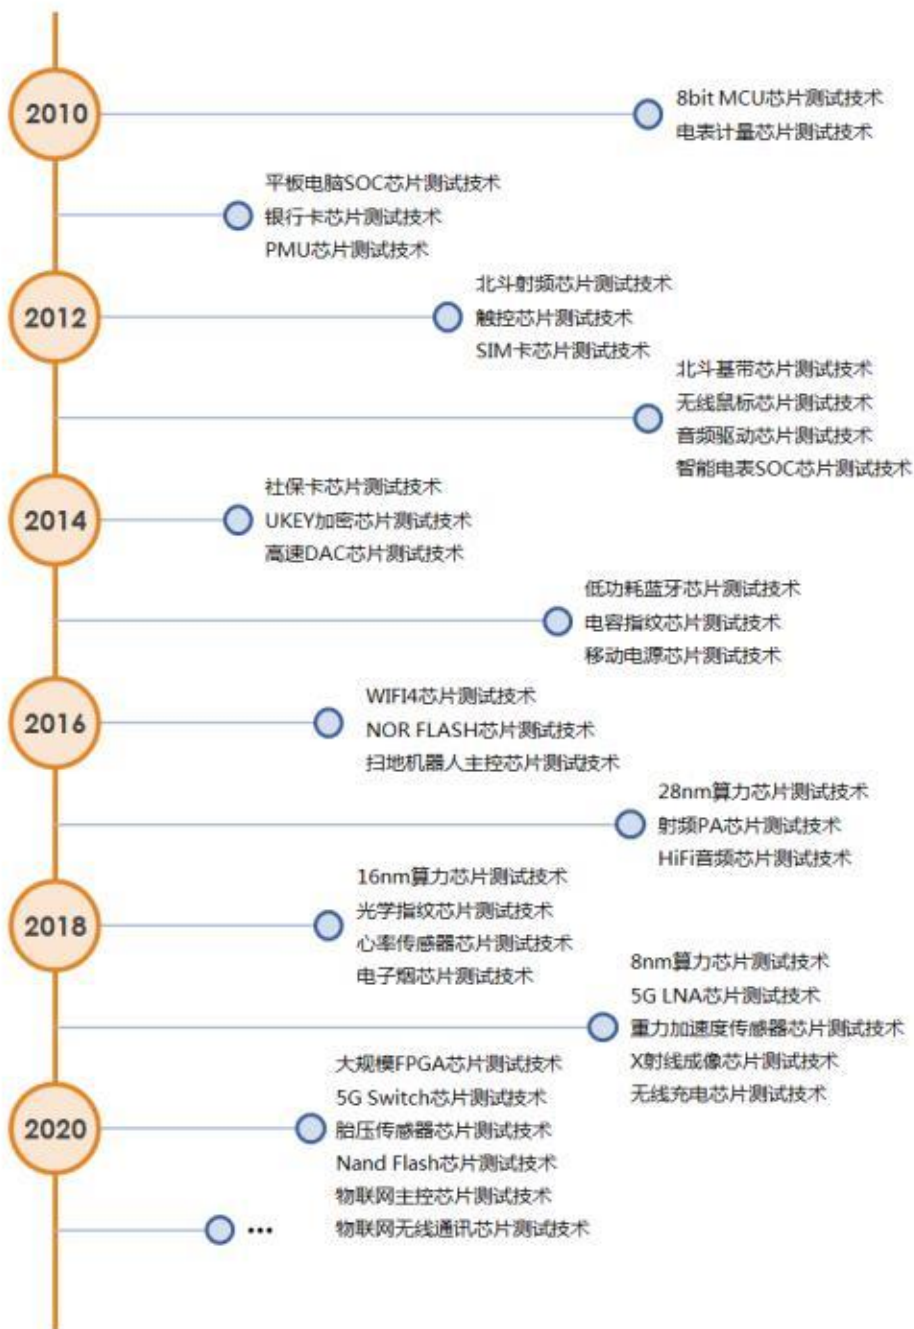 2010
8bit MCU芯片测试技术
电表计量芯片测试技术
平板电脑SOC芯片测试技术
银行卡芯片测试技术
PMU芯片测试技术
2012
北斗射频芯片测试技术
触控芯片测试技术
SIM卡芯片测试技术
北斗基带芯片测试技术
无线鼠标芯片测试技术
音频驱动芯片测试技术
智能电表SOC芯片测试技术
2014
社保卡芯片测试技术
UKEY加密芯片测试技术
高速DAC芯片测试技术
低功耗蓝牙芯片测试技术
电容指纹芯片测试技术
移动电源芯片测试技术
2016
WIFI4芯片测试技术
NOR FLASH芯片测试技术
扫地机器人主控芯片测试技术
28nm算力芯片测试技术
射频PA芯片测试技术
HiFi音频芯片测试技术
2018
16nm算力芯片测试技术
光学指纹芯片测试技术
心率传感器芯片测试技术
电子烟芯片测试技术
8nm算力芯片测试技术
5G LNA芯片测试技术
重力加速度传感器芯片测试技术
X射线成像芯片测试技术
无线充电芯片测试技术
2020
大规模FPGA芯片测试技术
5G Switch芯片测试技术
胎压传感器芯片测试技术
Nand Flash芯片测试技术
物联网主控芯片测试技术
物联网无线通讯芯片测试技术
•••